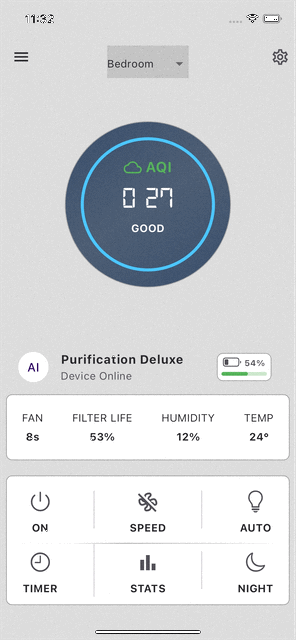 11:32
Bedroom
AQI
0 27
GOOD
AI
Purification Deluxe
Device Online
54%
FAN
FILTER LIFE
HUMIDITY
TEMP
8s
53%
12%
24°
ON
SPEED
AUTO
TIMER
STATS
NIGHT